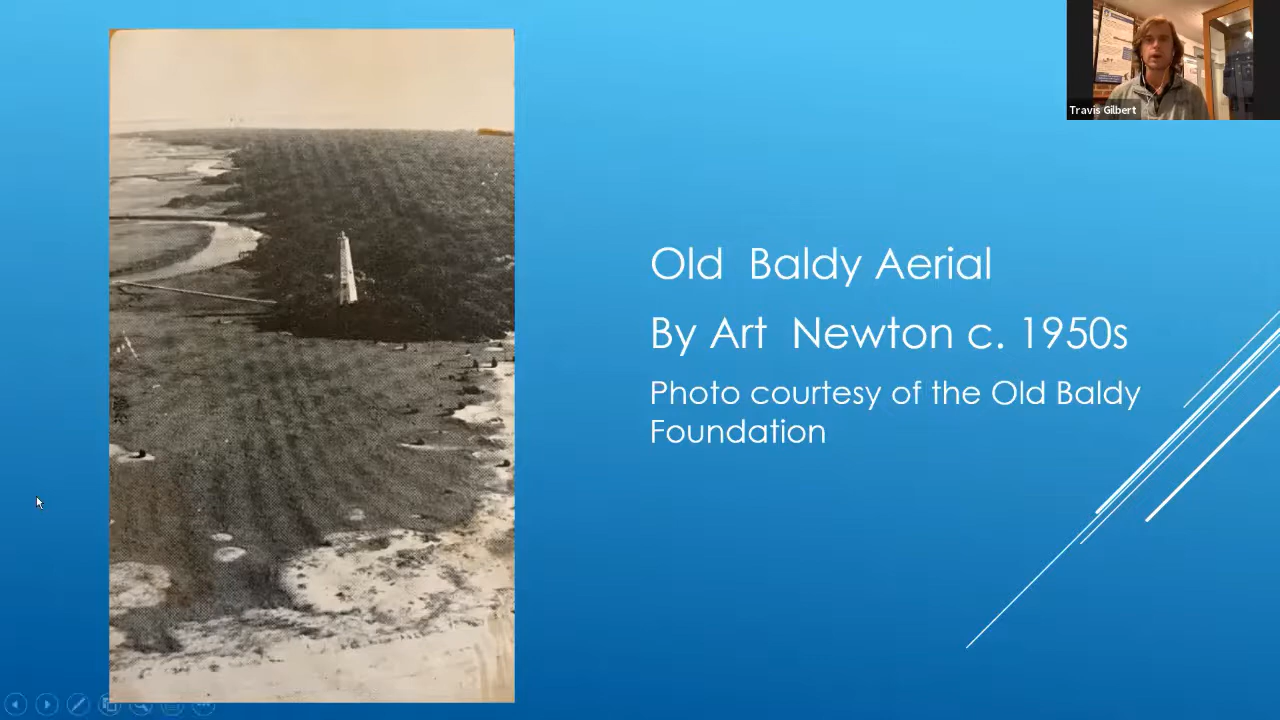 Travis Gilbert
Old Baldy Aerial
By Art Newton c. 1950s
Photo courtesy of the Old Baldy
Foundation